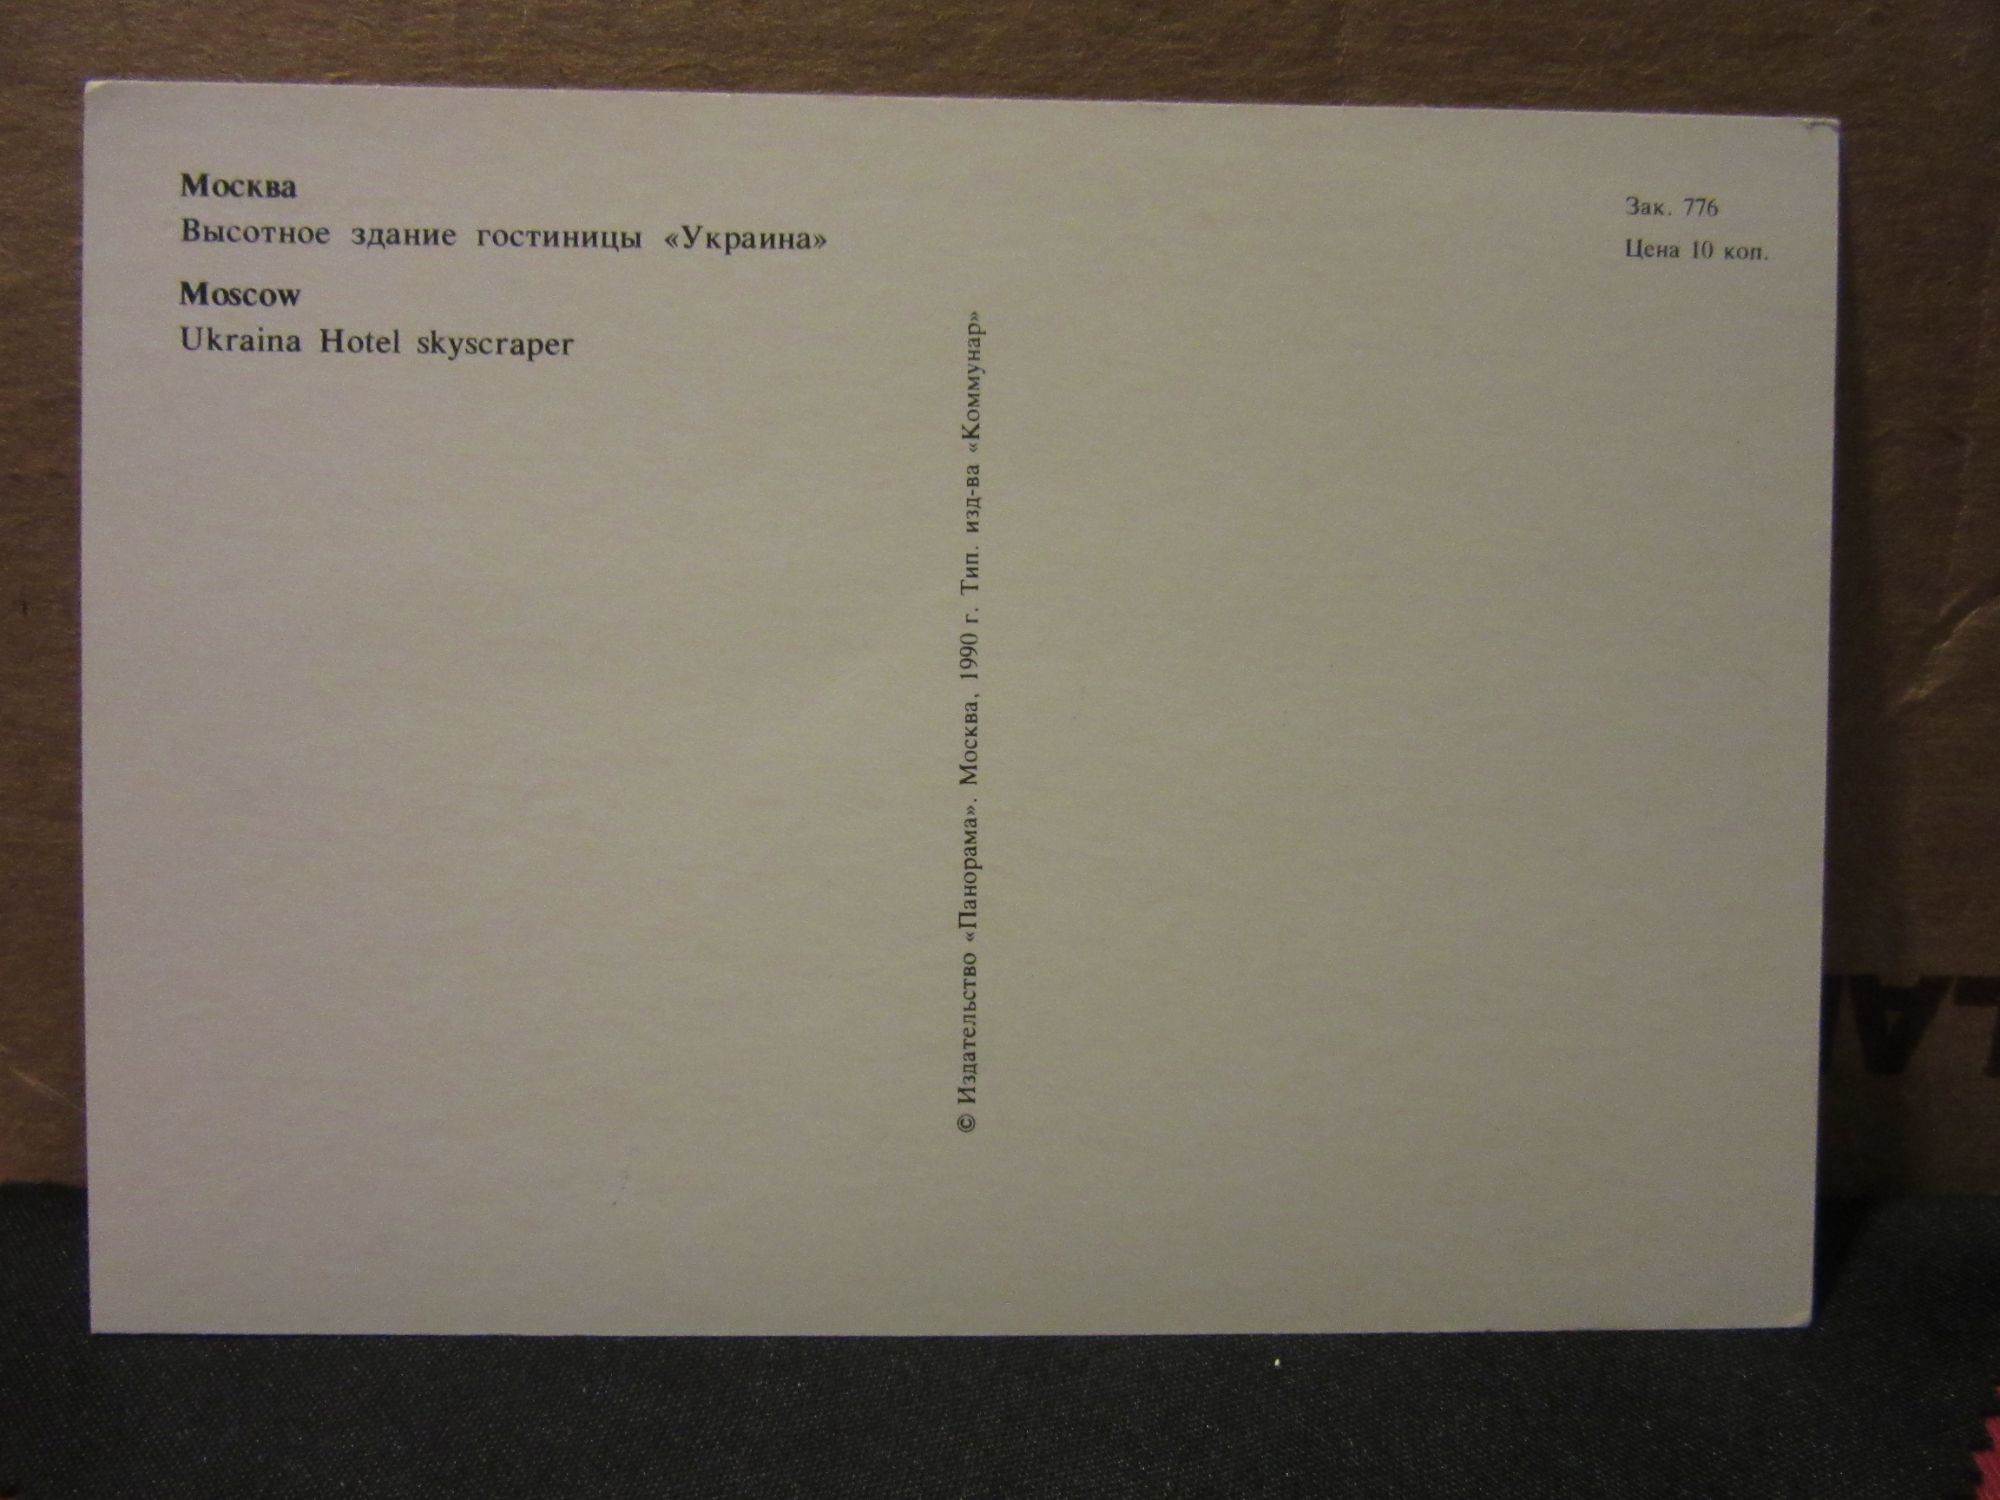 Москва
Высотное здание гостиницы «Украина»
Moscow
Ukraina Hotel skyscraper
© Издательство «Панорама». Москва, 1990 г. Тип. изд-ва «Коммунар»
Зак. 776
Цена 10 коп.